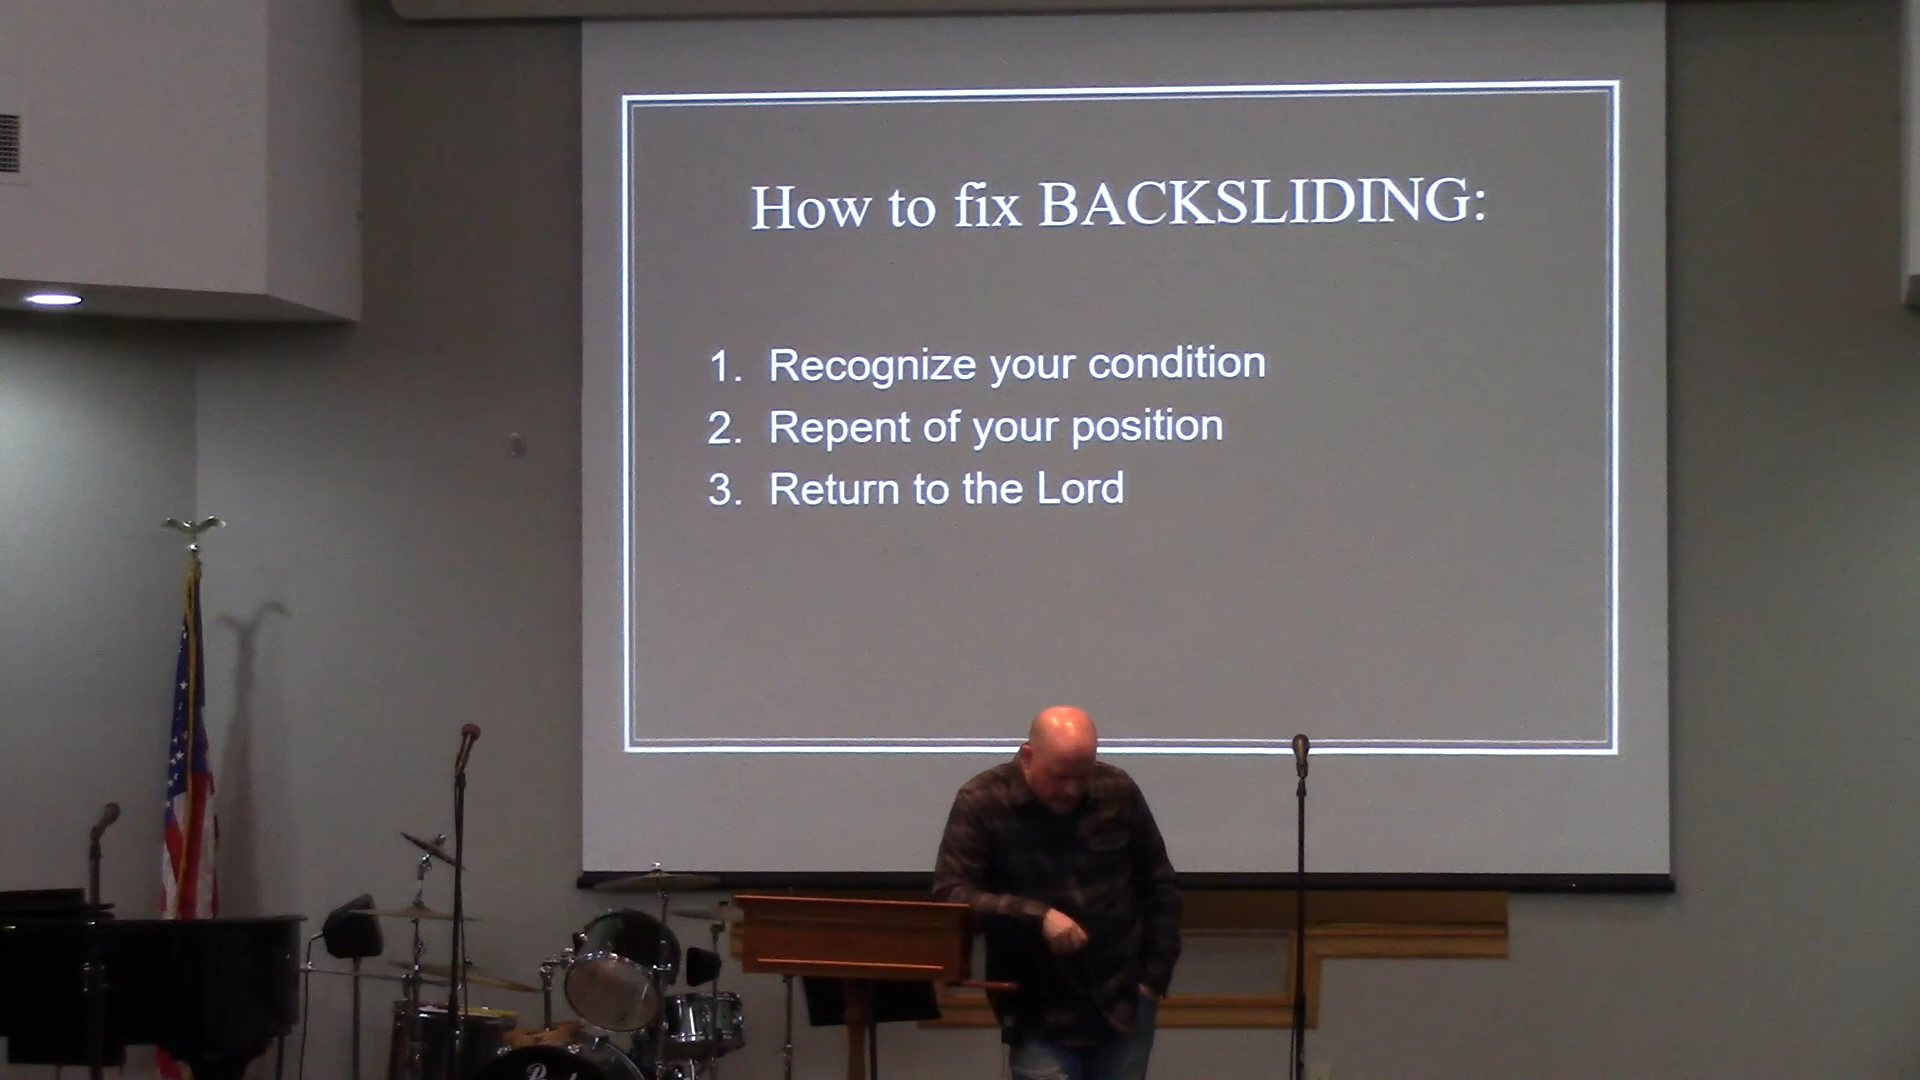 How to fix BACKSLIDING:
1. Recognize your condition
2. Repent of your position
3. Return to the Lord